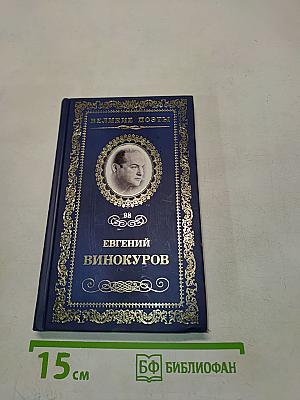 ВЕЛИКИЕ ПОЭТЫ
88
ЕВГЕНИЙ
ВИНОКУРОВ
15 см
БФ БИБЛИОФАН